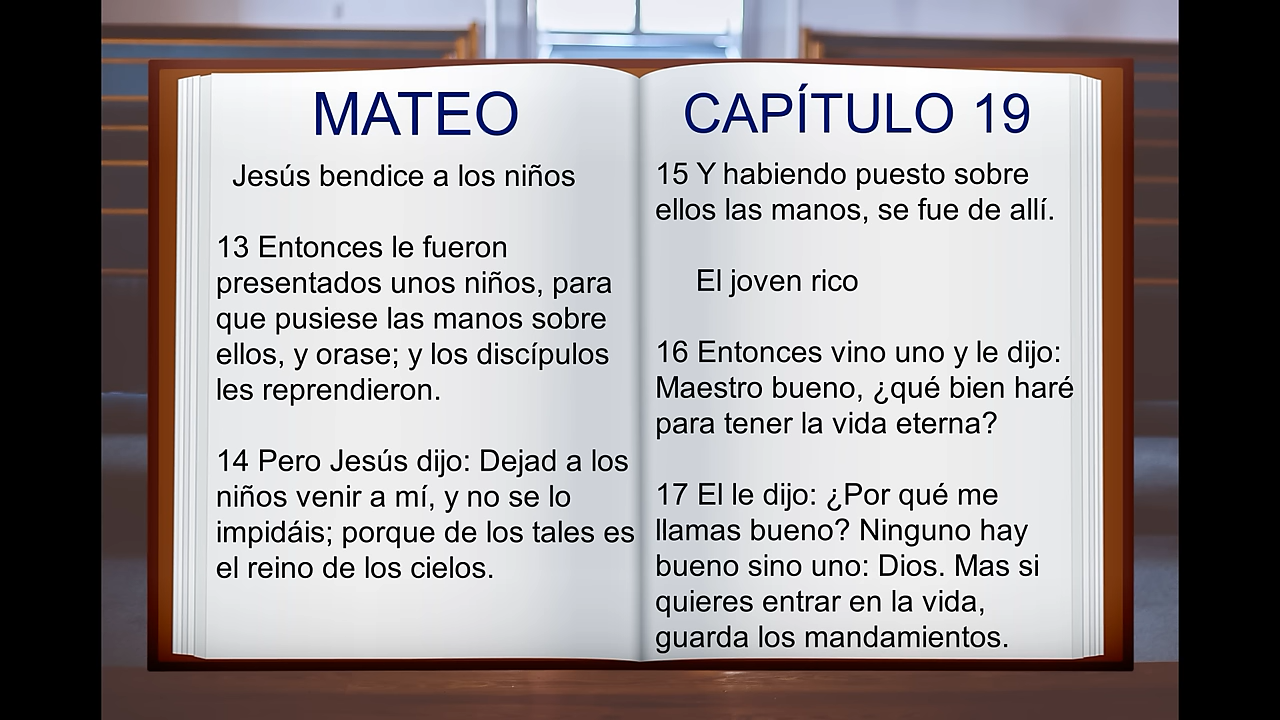 MATEO
Jesús bendice a los niños
13 Entonces le fueron
presentados unos niños, para
que pusiese las manos sobre
ellos, y orase; y los discípulos
les reprendieron.
14 Pero Jesús dijo: Dejad a los
niños venir a mí, y no se lo
impidáis; porque de los tales es
el reino de los cielos.
CAPÍTULO 19
15 Y habiendo puesto sobre
ellos las manos, se fue de allí.
El joven rico
16 Entonces vino uno y le dijo:
Maestro bueno, ¿qué bien haré
para tener la vida eterna?
17 El le dijo: ¿Por qué me
llamas bueno? Ninguno hay
bueno sino uno: Dios. Mas si
quieres entrar en la vida,
guarda los mandamientos.